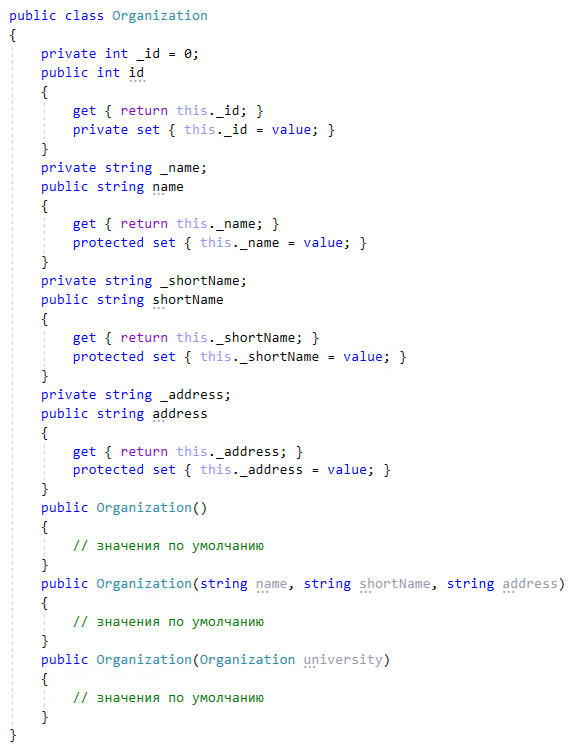 public class Organization
{
    private int _id = 0;
    public int id
    {
        get { return this._id; }
        private set { this._id = value; }
    }
    private string _name;
    public string name
    {
        get { return this._name; }
        protected set { this._name = value; }
    }
    private string _shortName;
    public string shortName
    {
        get { return this._shortName; }
        protected set { this._shortName = value; }
    }
    private string _address;
    public string address
    {
        get { return this._address; }
        protected set { this._address = value; }
    }
    public Organization()
    {
        // значения по умолчанию
    }
    public Organization(string name, string shortName, string address)
    {
        // значения по умолчанию
    }
    public Organization(Organization university)
    {
        // значения по умолчанию
    }
}